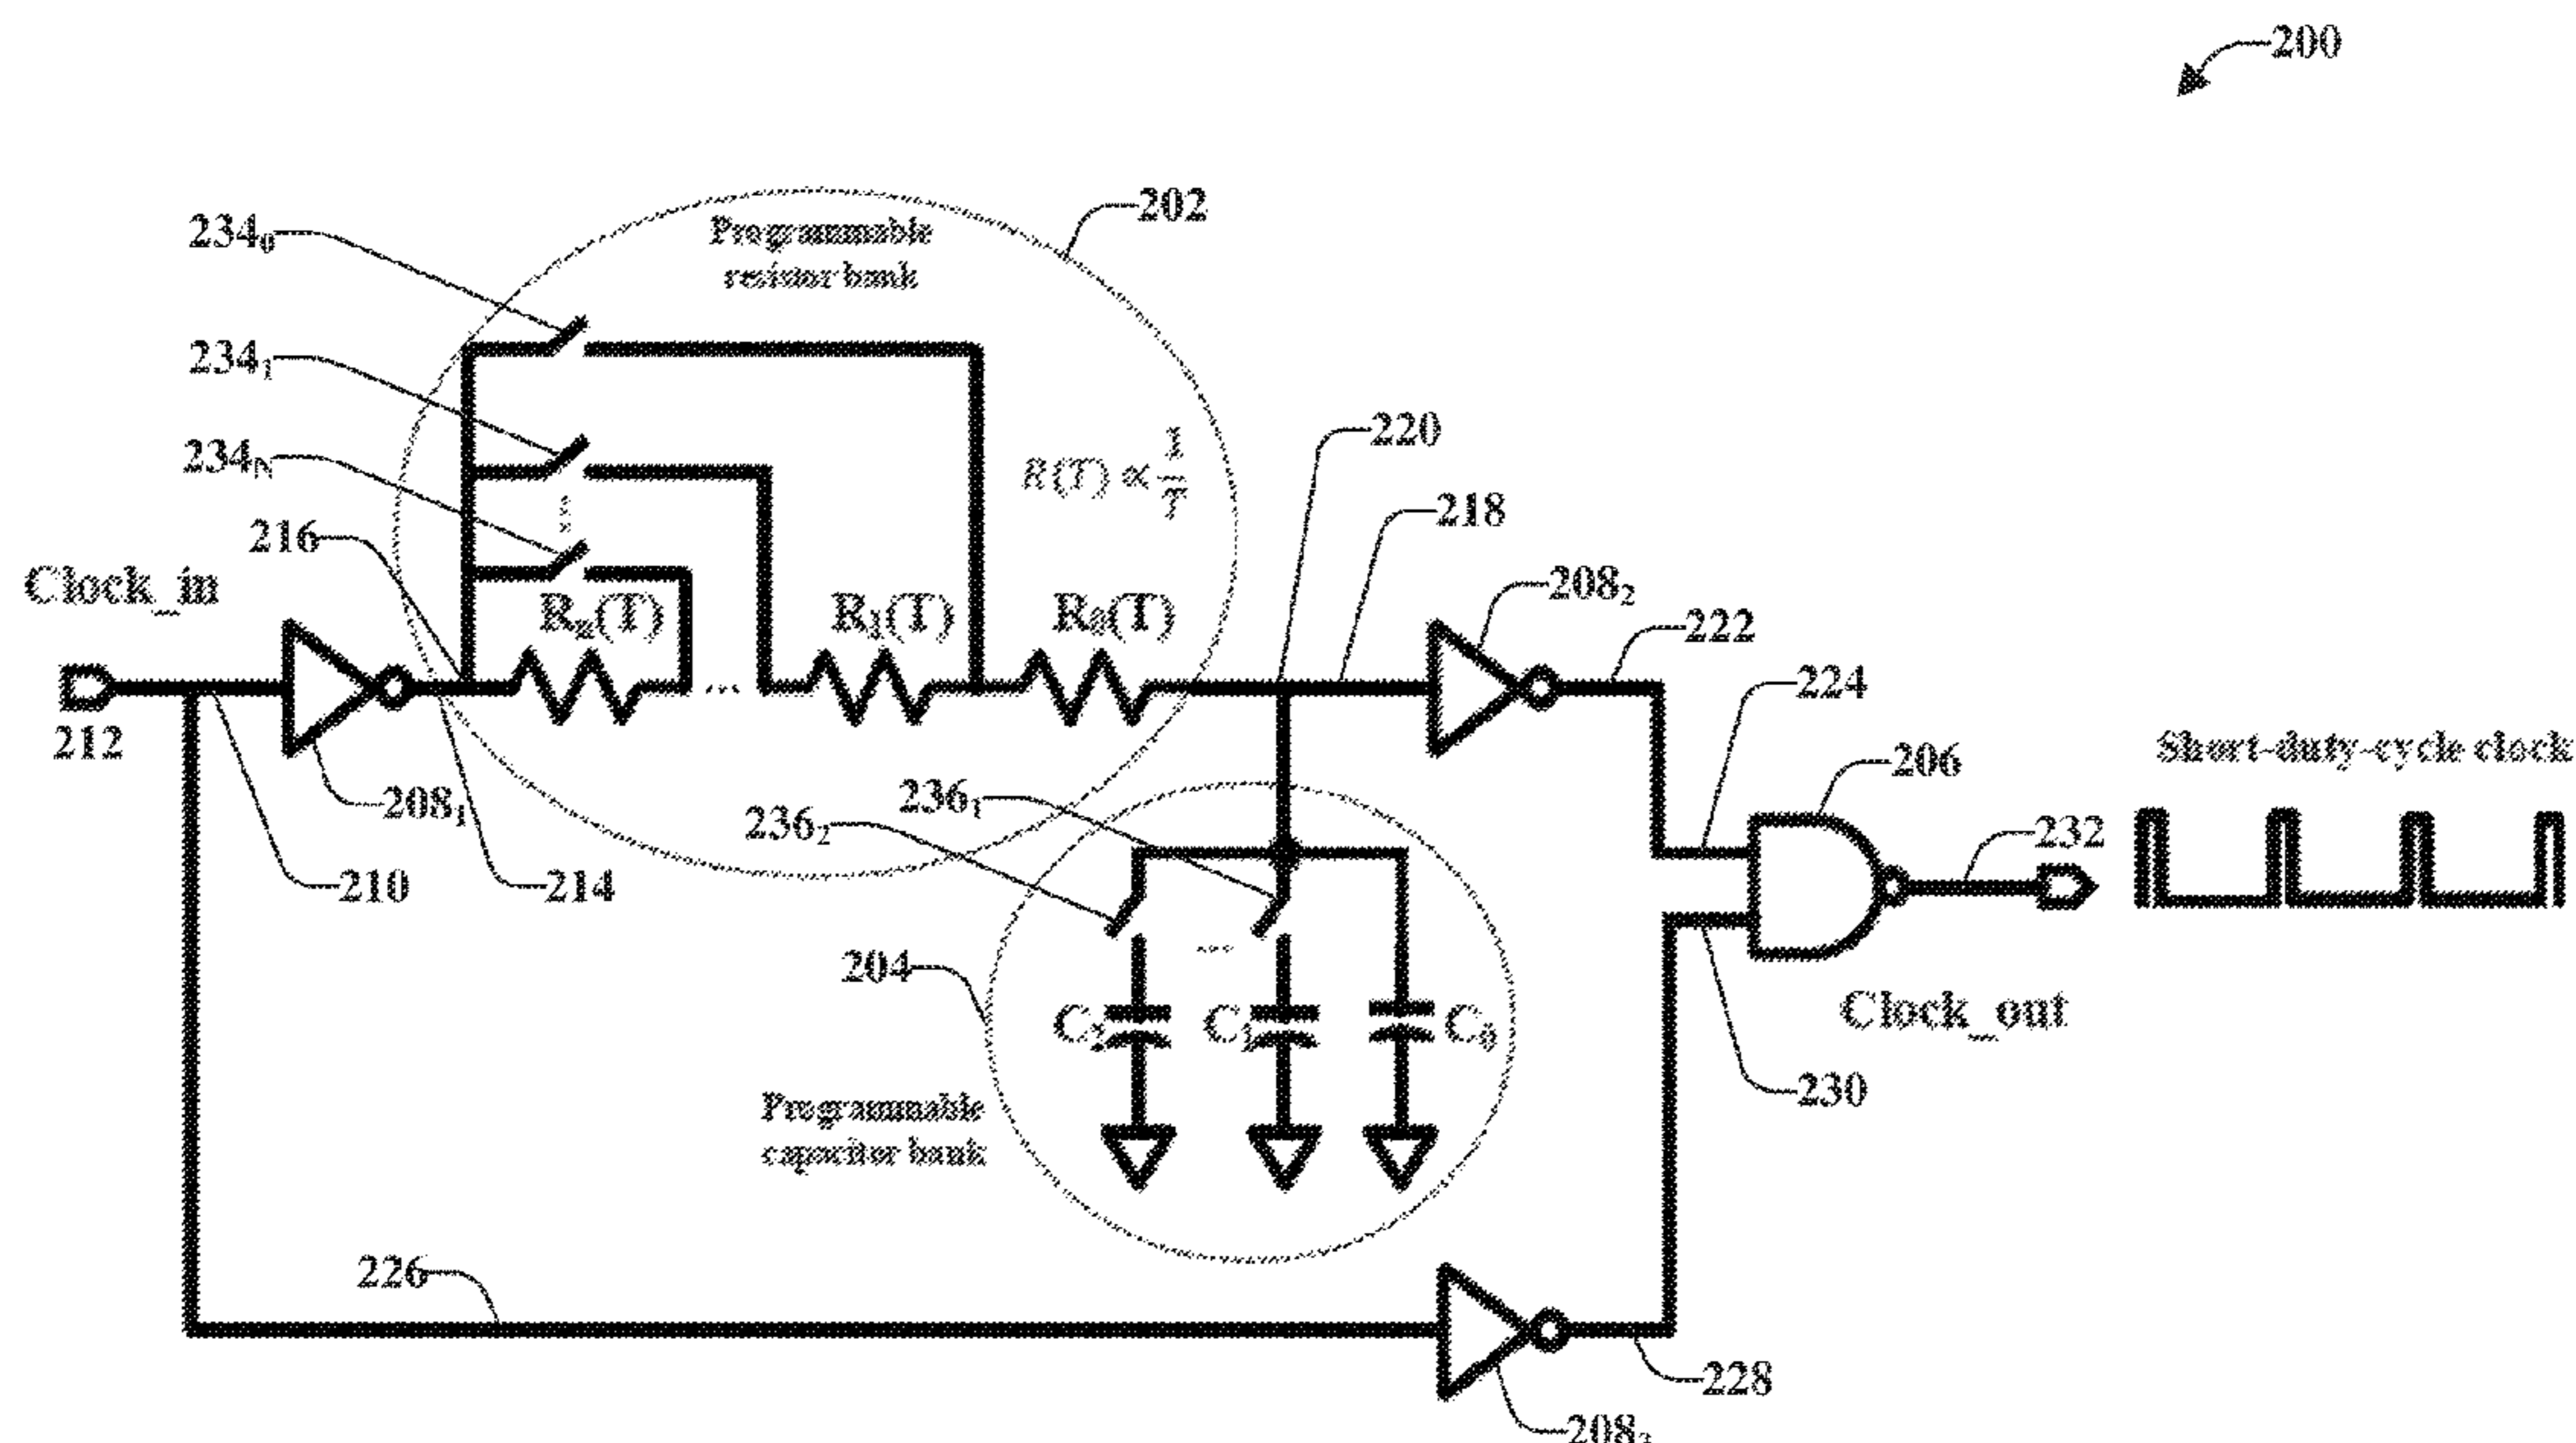 200
202
Programmable
resistor bank
234₀
234₁
234ₙ
R(T) ∝ 1/T
220
218
216
Clock_in
Rₙ(T)
R₁(T)
R₀(T)
208₂
222
224
212
208₁
210
214
236₂
236₁
206
Short-duty-cycle clock
232
204
C₂
...
C₁
C₀
Clock_out
230
Programmable
capacitor bank
226
228
208₃